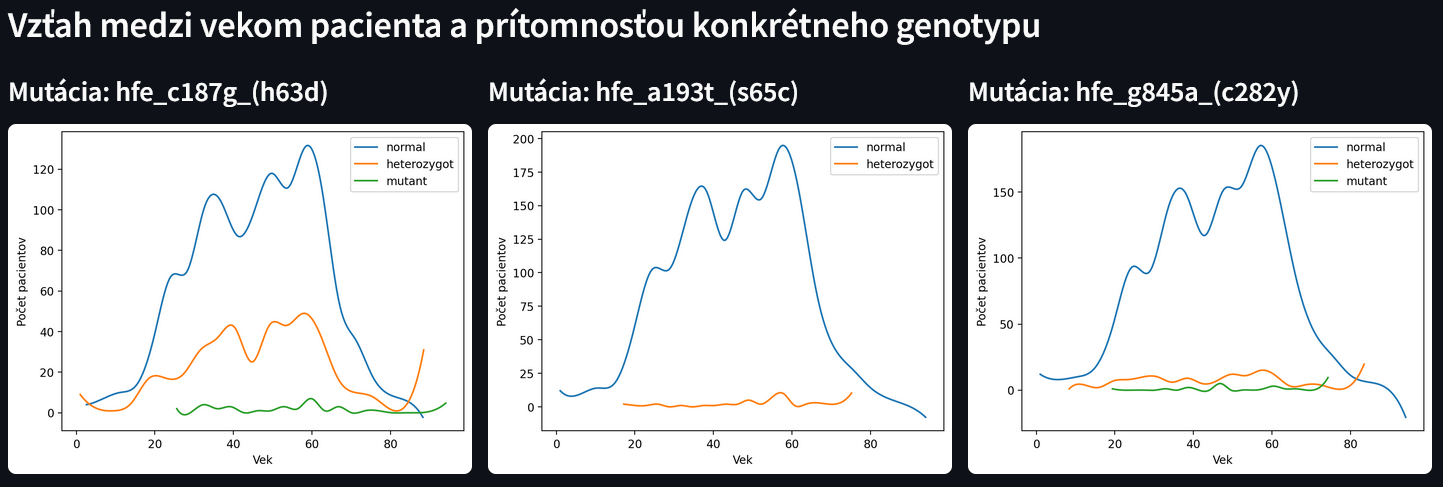 Vzťah medzi vekom pacienta a prítomnosťou konkrétneho genotypu
Mutácia: hfe_c187g_(h63d)
normal
heterozygot
mutant
Počet pacientov
120
100
80
60
40
20
0
0 20 40 60 80
Vek
Mutácia: hfe_a193t_(s65c)
normal
heterozygot
Počet pacientov
200
175
150
125
100
75
50
25
0
0 20 40 60 80
Vek
Mutácia: hfe_g845a_(c282y)
normal
heterozygot
mutant
Počet pacientov
150
100
50
0
0 20 40 60 80
Vek